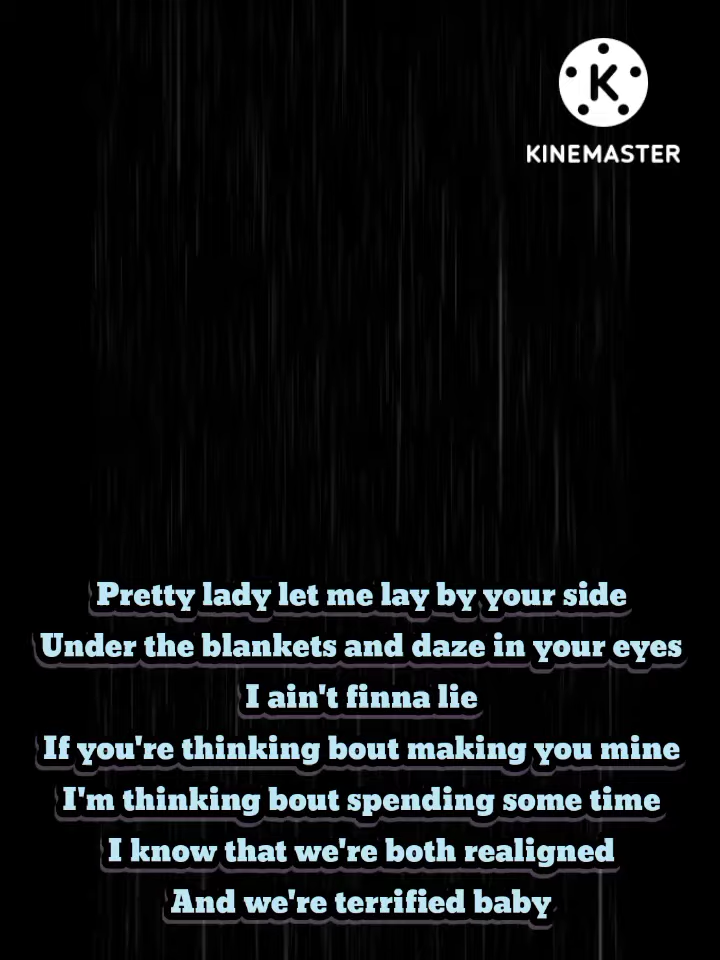 K
KINEMASTER
Pretty lady let me lay by your side
Under the blankets and daze in your eyes
I ain't finna lie
If you're thinking bout making you mine
I'm thinking bout spending some time
I know that we're both realigned
And we're terrified baby